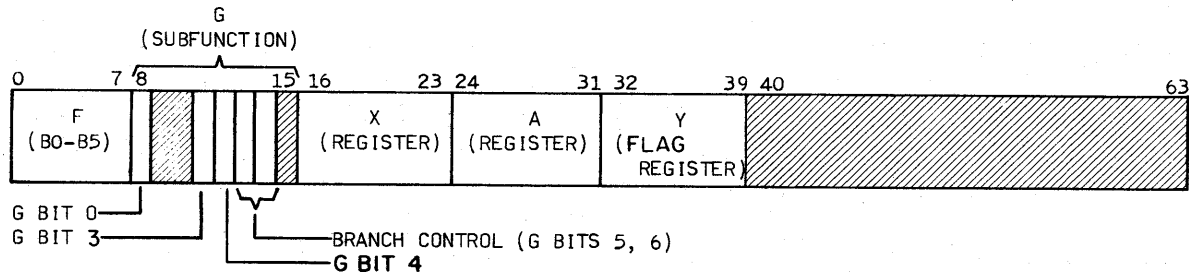 G
(SUBFUNCTION)
0 7 8 15 16 23 24 31 32 39 40 63
F X A Y
(B0-B5) (REGISTER) (REGISTER) (FLAG
REGISTER)
G BIT 0
G BIT 3
BRANCH CONTROL (G BITS 5, 6)
G BIT 4